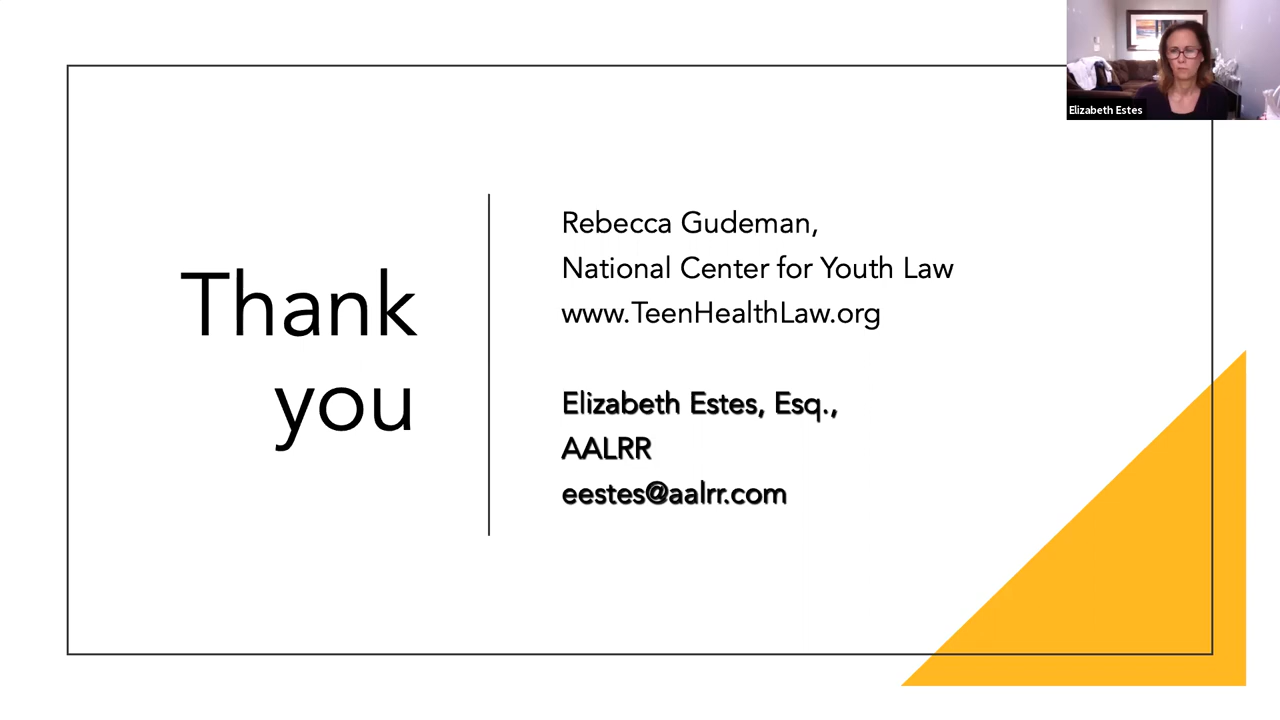 Elizabeth Estes
Thank
you
Rebecca Gudeman,
National Center for Youth Law
www.TeenHealthLaw.org
Elizabeth Estes, Esq.,
AALRR
eestes@aalrr.com